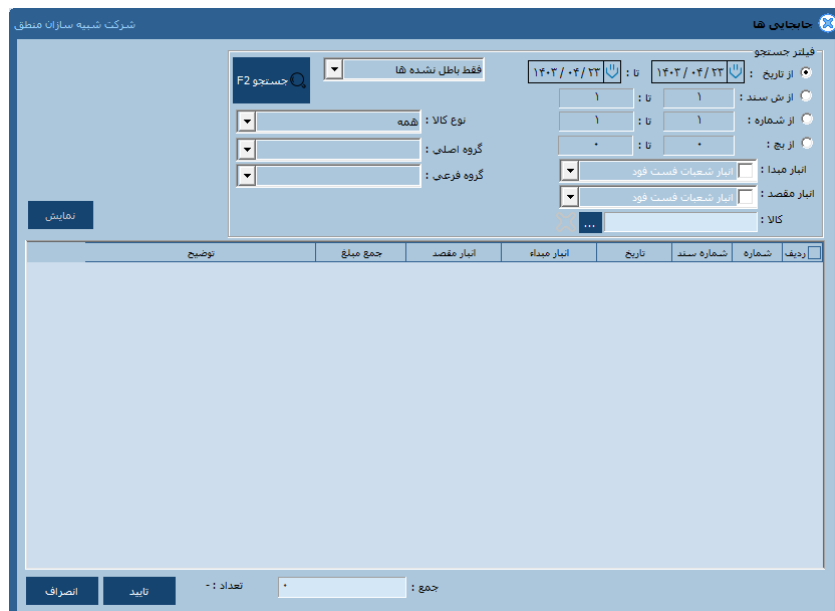 جابجایی ها
شرکت شبیه سازان منطق
فیلتر جستجو
از تاریخ : ۱۴۰۳/۰۴/۲۳ تا : ۱۴۰۳/۰۴/۲۳
فقط باطل نشده ها
جستجو F2
از ش سند : ۱ تا : ۱
از شماره : ۱ تا : ۱
نوع کالا : همه
از بچ : ۰ تا : ۰
گروه اصلی :
انبار مبدا : انبار شعبات فست فود
گروه فرعی :
انبار مقصد : انبار شعبات فست فود
کالا : ...
نمایش
ردیف شماره شماره سند تاریخ انبار مبداء انبار مقصد جمع مبلغ توضیح
جمع : ۰ تعداد : -
تایید انصراف